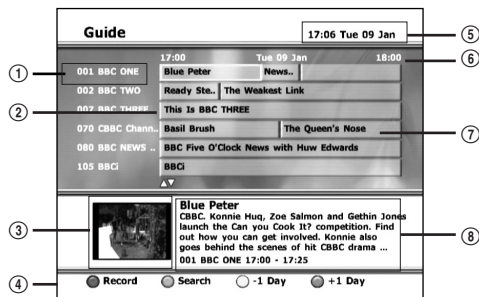 Guide
17:06 Tue 09 Jan
⑤
17:00 Tue 09 Jan 18:00
⑥
①
001 BBC ONE Blue Peter News..
002 BBC TWO Ready Ste.. The Weakest Link
②
007 BBC THREE This Is BBC THREE
070 CBBC Chann.. Basil Brush The Queen's Nose
⑦
080 BBC NEWS .. BBC Five O'Clock News with Huw Edwards
105 BBCi BBCi
③
Blue Peter
CBBC. Konnie Huq, Zoe Salmon and Gethin Jones
launch the Can you Cook It? competition. Find
out how you can get involved. Konnie also
goes behind the scenes of hit CBBC drama ...
001 BBC ONE 17:00 - 17:25
⑧
④
Record Search -1 Day +1 Day